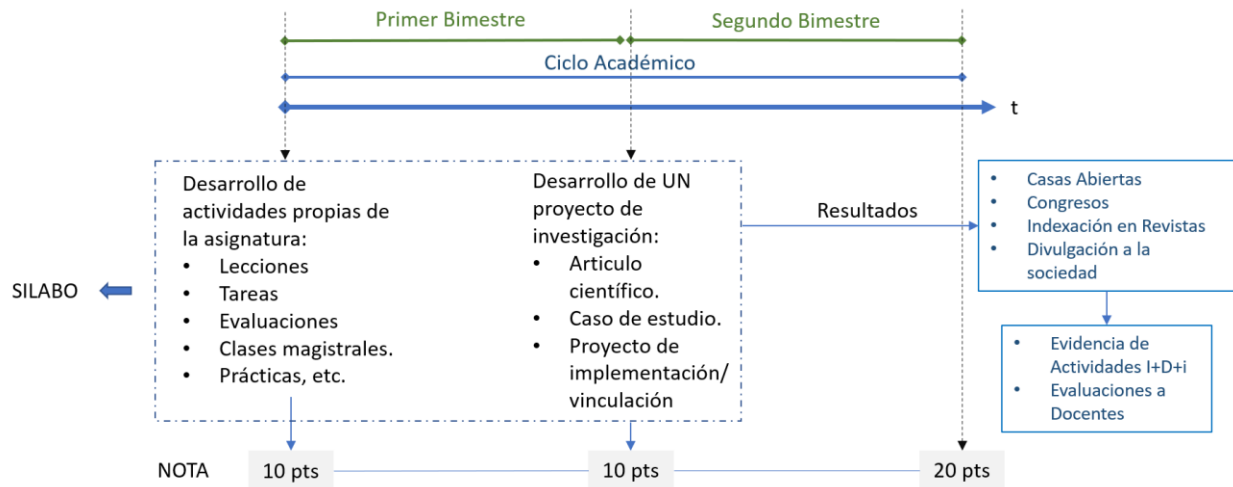 Primer Bimestre
Segundo Bimestre
Ciclo Académico
t
Desarrollo de
actividades propias de
la asignatura:
• Lecciones
• Tareas
• Evaluaciones
• Clases magistrales.
• Prácticas, etc.
Desarrollo de UN
proyecto de
investigación:
• Articulo
científico.
• Caso de estudio.
• Proyecto de
implementación/
vinculación
Resultados
• Casas Abiertas
• Congresos
• Indexación en Revistas
• Divulgación a la
sociedad
SILABO
• Evidencia de
Actividades I+D+i
• Evaluaciones a
Docentes
NOTA
10 pts
10 pts
20 pts